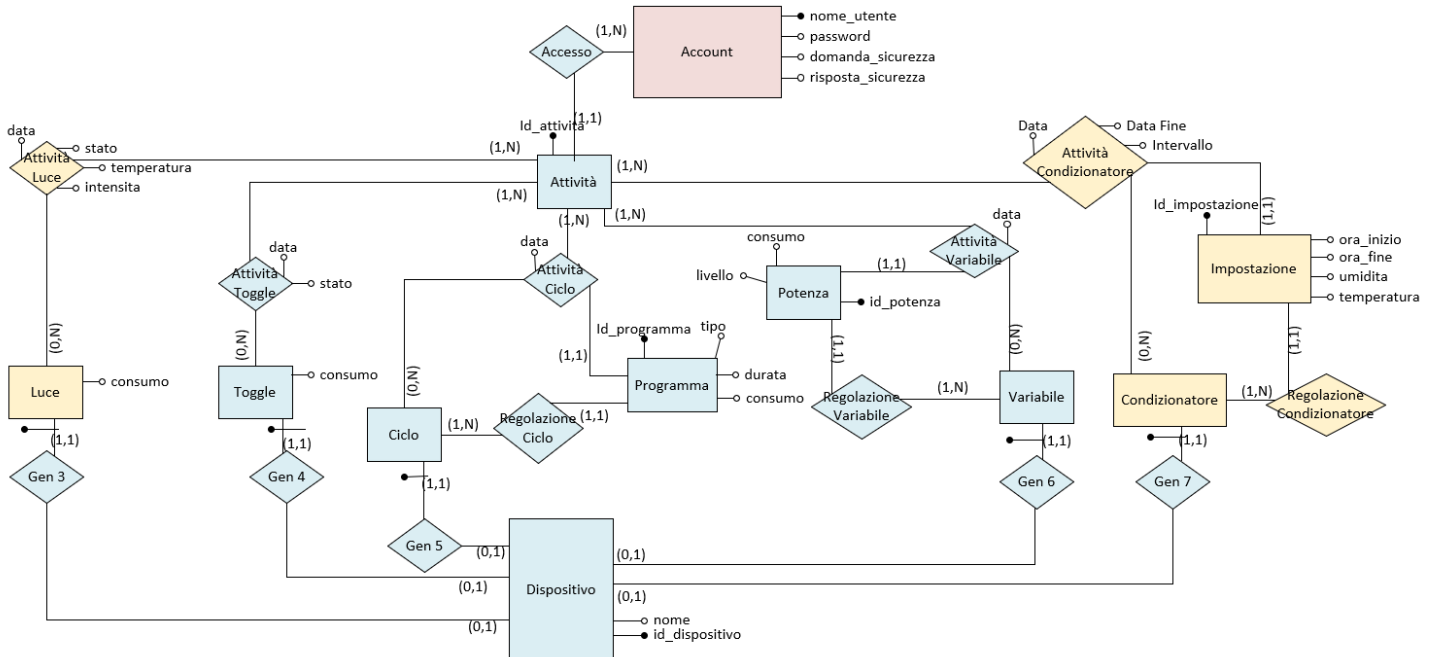 nome_utente
(1,N)
password
Accesso
Account
domanda_sicurezza
risposta_sicurezza
(1,1)
Id_attività
data
stato
Attività
Luce
temperatura
intensita
(1,N)
Attività
(1,N)
(1,N)
(1,N)
(1,N)
Data
Data Fine
Intervallo
Attività
Condizionatore
Id_impostazione
(1,1)
ora_inizio
ora_fine
Impostazione
umidita
temperatura
data
Attività
Toggle
stato
data
Attività
Ciclo
consumo
livello
Potenza
id_potenza
(1,1)
data
Attività
Variabile
(0,N)
(0,N)
(0,N)
(1,1)
Id_programma
tipo
Programma
durata
consumo
(1,1)
(0,N)
(0,N)
(1,1)
Luce
consumo
Toggle
consumo
Ciclo
(1,N)
Regolazione
Ciclo
(1,1)
Regolazione
Variabile
(1,N)
Variabile
Condizionatore
(1,N)
Regolazione
Condizionatore
(1,1)
(1,1)
(1,1)
(1,1)
(1,1)
Gen 3
Gen 4
Gen 5
Gen 6
Gen 7
(0,1)
(0,1)
(0,1)
(0,1)
(0,1)
Dispositivo
nome
id_dispositivo